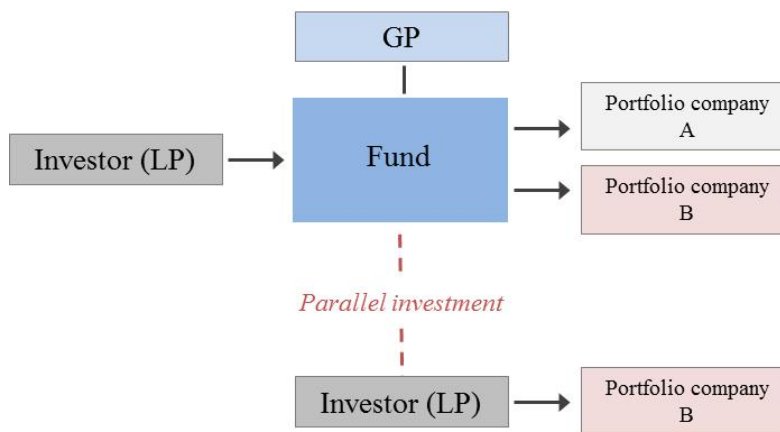 GP
Investor (LP)
Fund
Portfolio company
A
Portfolio company
B
Parallel investment
Investor (LP)
Portfolio company
B